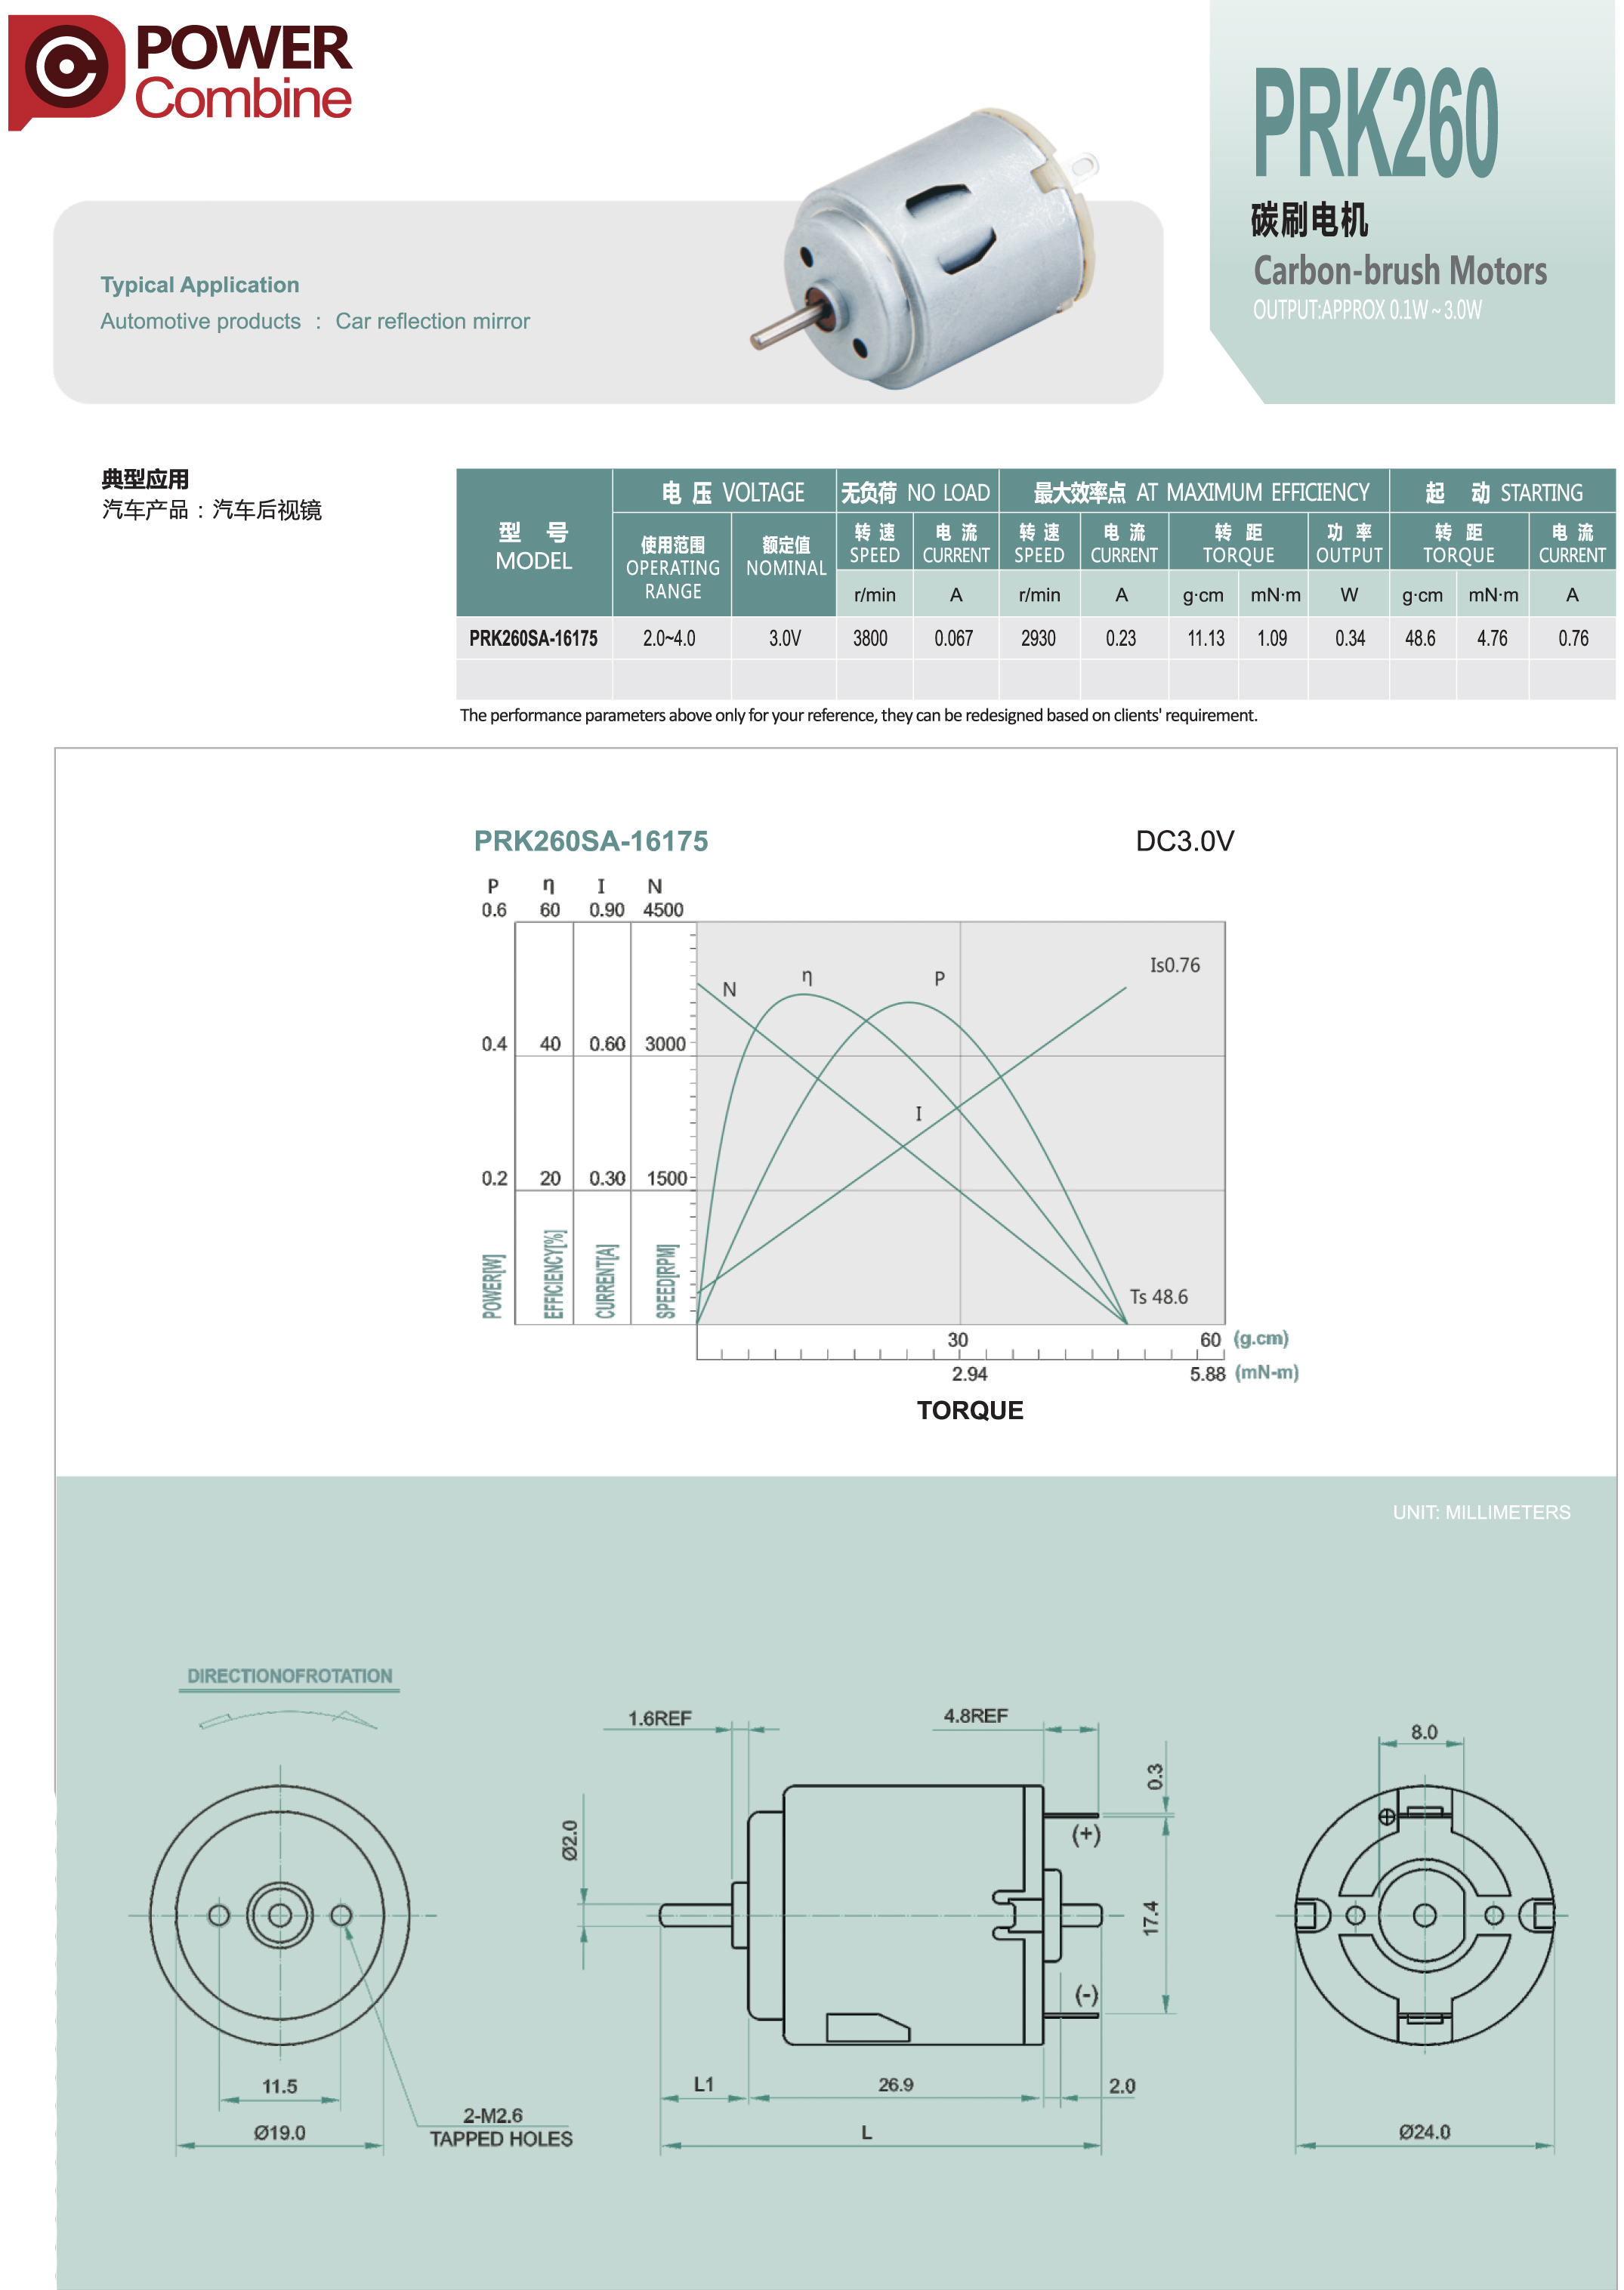 POWER
Combine
PRK260
碳刷电机
Carbon-brush Motors
OUTPUT:APPROX 0.1W~3.0W
Typical Application
Automotive products : Car reflection mirror
典型应用
汽车产品：汽车后视镜
型 号 MODEL
电 压 VOLTAGE
无负荷 NO LOAD
最大效率点 AT MAXIMUM EFFICIENCY
起 动 STARTING
使用范围 OPERATING RANGE
额定值 NOMINAL
转 速 SPEED
电 流 CURRENT
转 速 SPEED
电 流 CURRENT
转 距 TORQUE
功 率 OUTPUT
转 距 TORQUE
电 流 CURRENT
r/min A r/min A g·cm mN·m W g·cm mN·m A
PRK260SA-16175 2.0~4.0 3.0V 3800 0.067 2930 0.23 11.13 1.09 0.34 48.6 4.76 0.76
The performance parameters above only for your reference, they can be redesigned based on clients' requirement.
PRK260SA-16175 DC3.0V
P η I N
0.6 60 0.90 4500
Is0.76
N η P
0.4 40 0.60 3000
I
0.2 20 0.30 1500
POWER[W] EFFICIENCY[%] CURRENT[A] SPEED[RPM]
Ts 48.6
30 60 (g.cm)
2.94 5.88 (mN-m)
TORQUE
UNIT: MILLIMETERS
DIRECTIONOFROTATION
1.6REF
4.8REF
8.0
0.3
Ø2.0
(+)
17.4
(-)
11.5
L1
26.9
2.0
2-M2.6
TAPPED HOLES
Ø19.0
L
Ø24.0